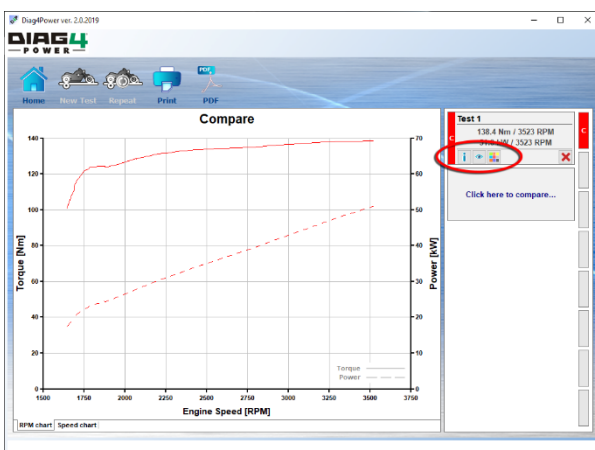 Diag4Power ver. 2.0.2019
DIAG4
POWER
Home New Test Repeat Print PDF
PDF
Compare
Test 1
138.4 Nm / 3523 RPM
kW / 3523 RPM
C
C
i
Click here to compare...
Torque [Nm]
140
120
100
80
60
40
20
0
Power [kW]
70
60
50
40
30
20
10
0
Torque
Power
1500 1750 2000 2250 2500 2750 3000 3250 3500 3750
Engine Speed [RPM]
RPM chart Speed chart